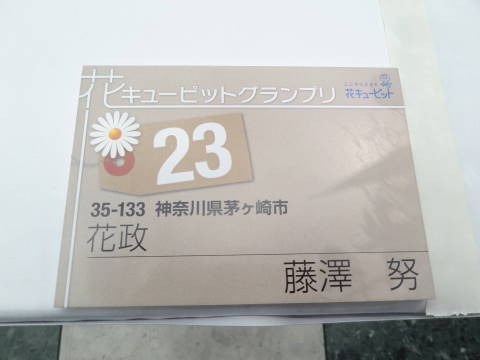 花キューピットグランプリ
花キューピット
23
35-133 神奈川県茅ヶ崎市
花政
藤澤 努